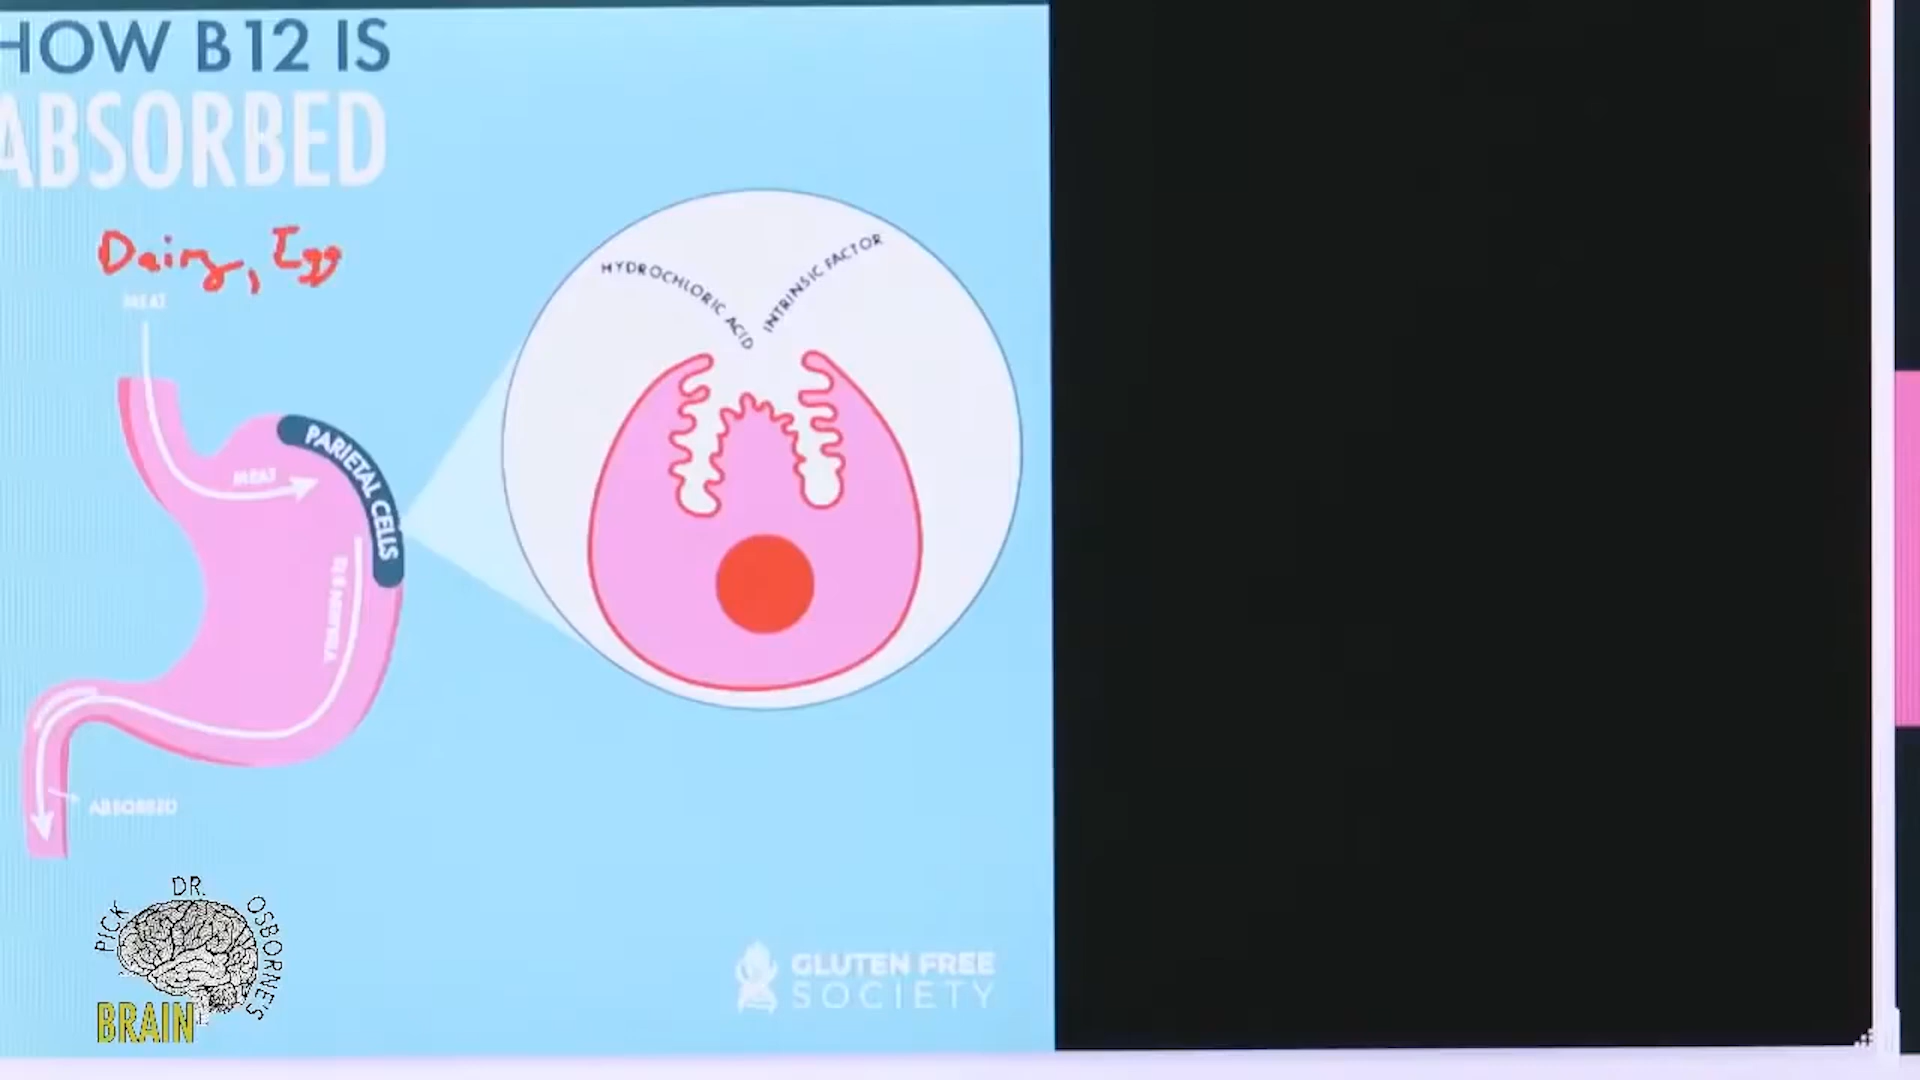 HOW B12 IS
ABSORBED
Dairy, Egg
MEAT
HYDROCHLORIC ACID
INTRINSIC FACTOR
PARIETAL CELLS
MEAT
ABSORBED
PICK
DR.
OSBORNE'S
BRAIN
GLUTEN FREE
SOCIETY